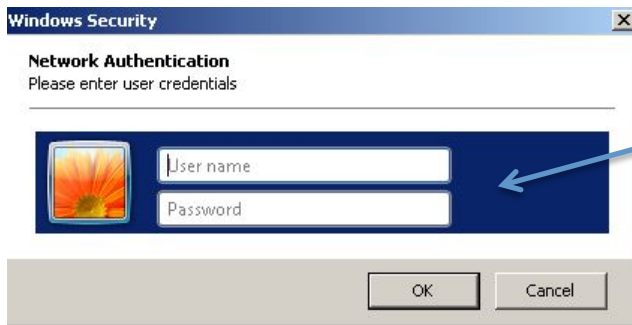 Windows Security
Network Authentication
Please enter user credentials
User name
Password
OK
Cancel